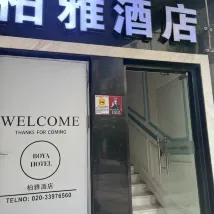 柏雅酒店
WELCOME
THANKS FOR COMING
BOYA
HOTEL
柏雅酒店
TELNO: 020-33976560